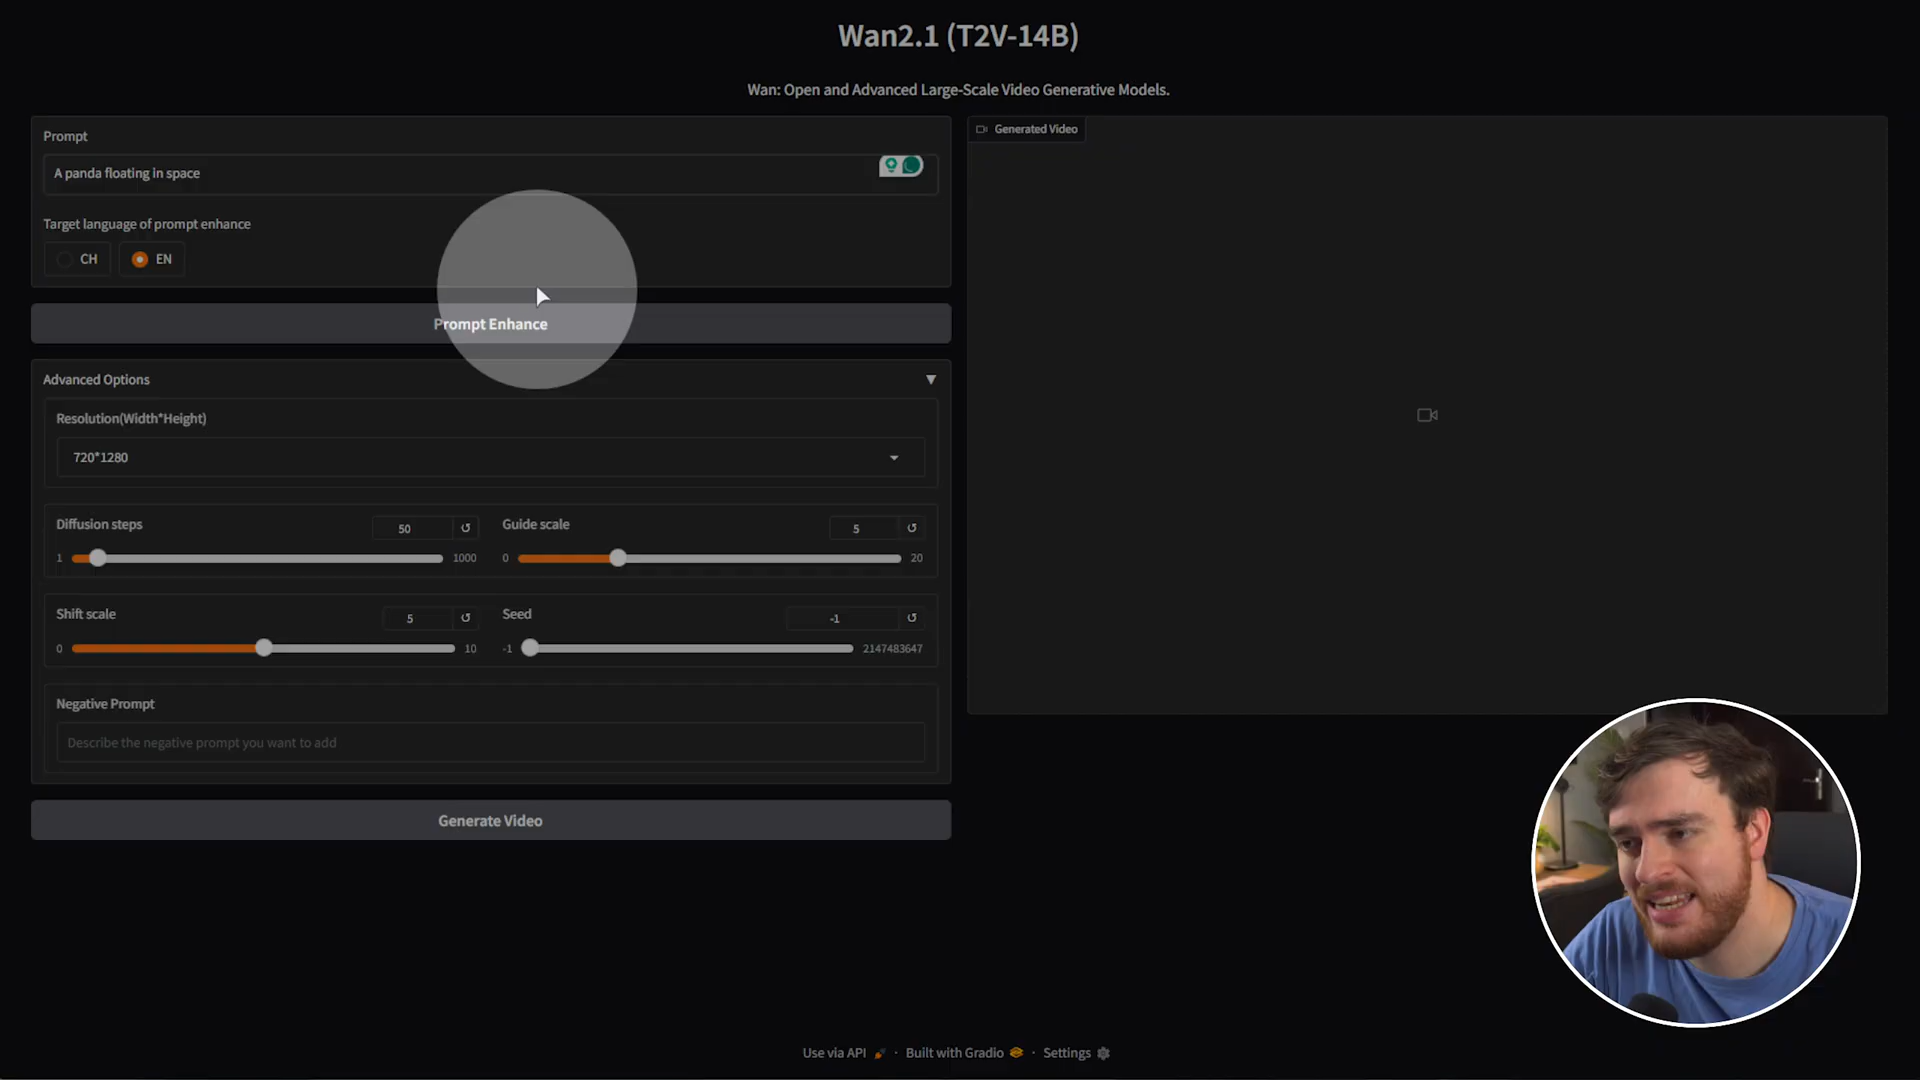 Wan2.1 (T2V-14B)
Wan: Open and Advanced Large-Scale Video Generative Models.
Prompt
A panda floating in space
Target language of prompt enhance
CH
EN
Prompt Enhance
Advanced Options
Resolution(Width*Height)
720*1280
Diffusion steps
50
1
1000
Guide scale
5
0
20
Shift scale
5
0
10
Seed
-1
-1
2147483647
Negative Prompt
Describe the negative prompt you want to add
Generate Video
Generated Video
Use via API · Built with Gradio · Settings